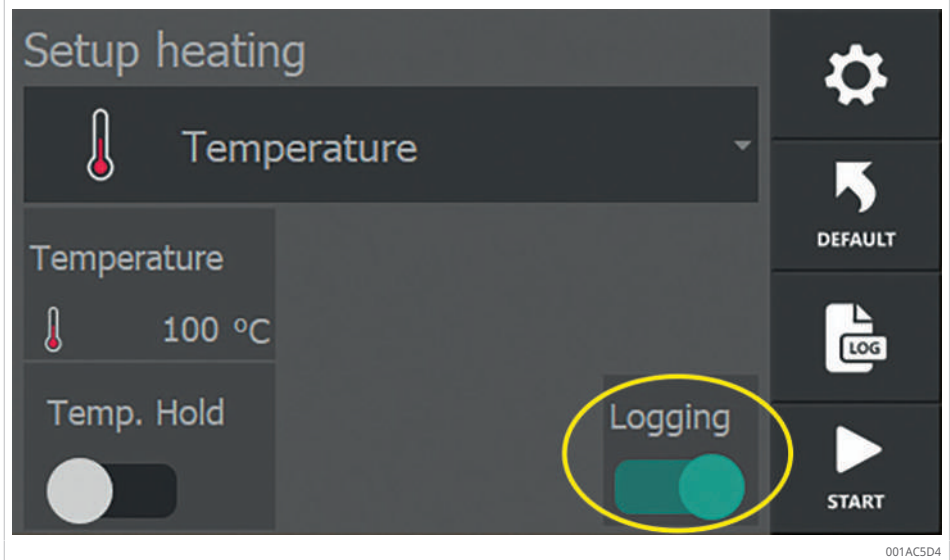 Setup heating
Temperature
DEFAULT
Temperature
100 °C
LOG
Temp. Hold
Logging
START
001AC5D4